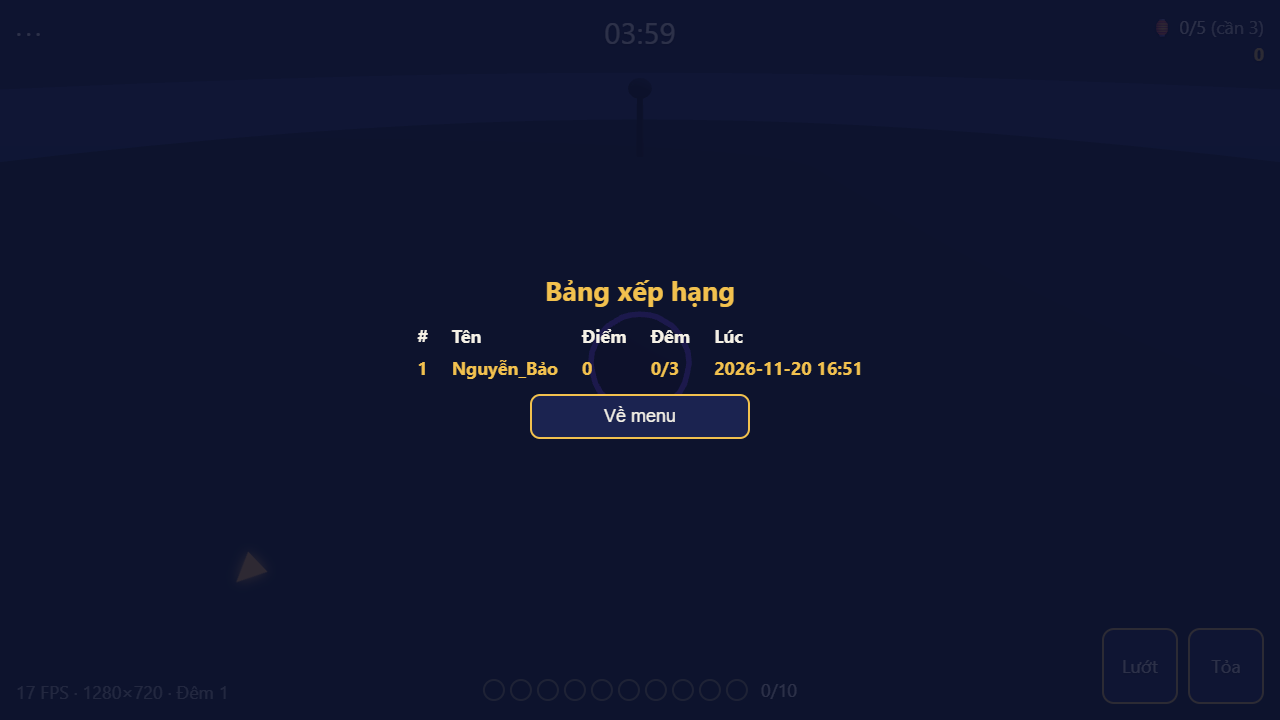 ...
03:59
0/5 (cần 3)
0
Bảng xếp hạng
# Tên Điểm Đêm Lúc
1 Nguyễn_Bảo 0 0/3 2026-11-20 16:51
Về menu
Lướt Tỏa
17 FPS · 1280×720 · Đêm 1
0/10